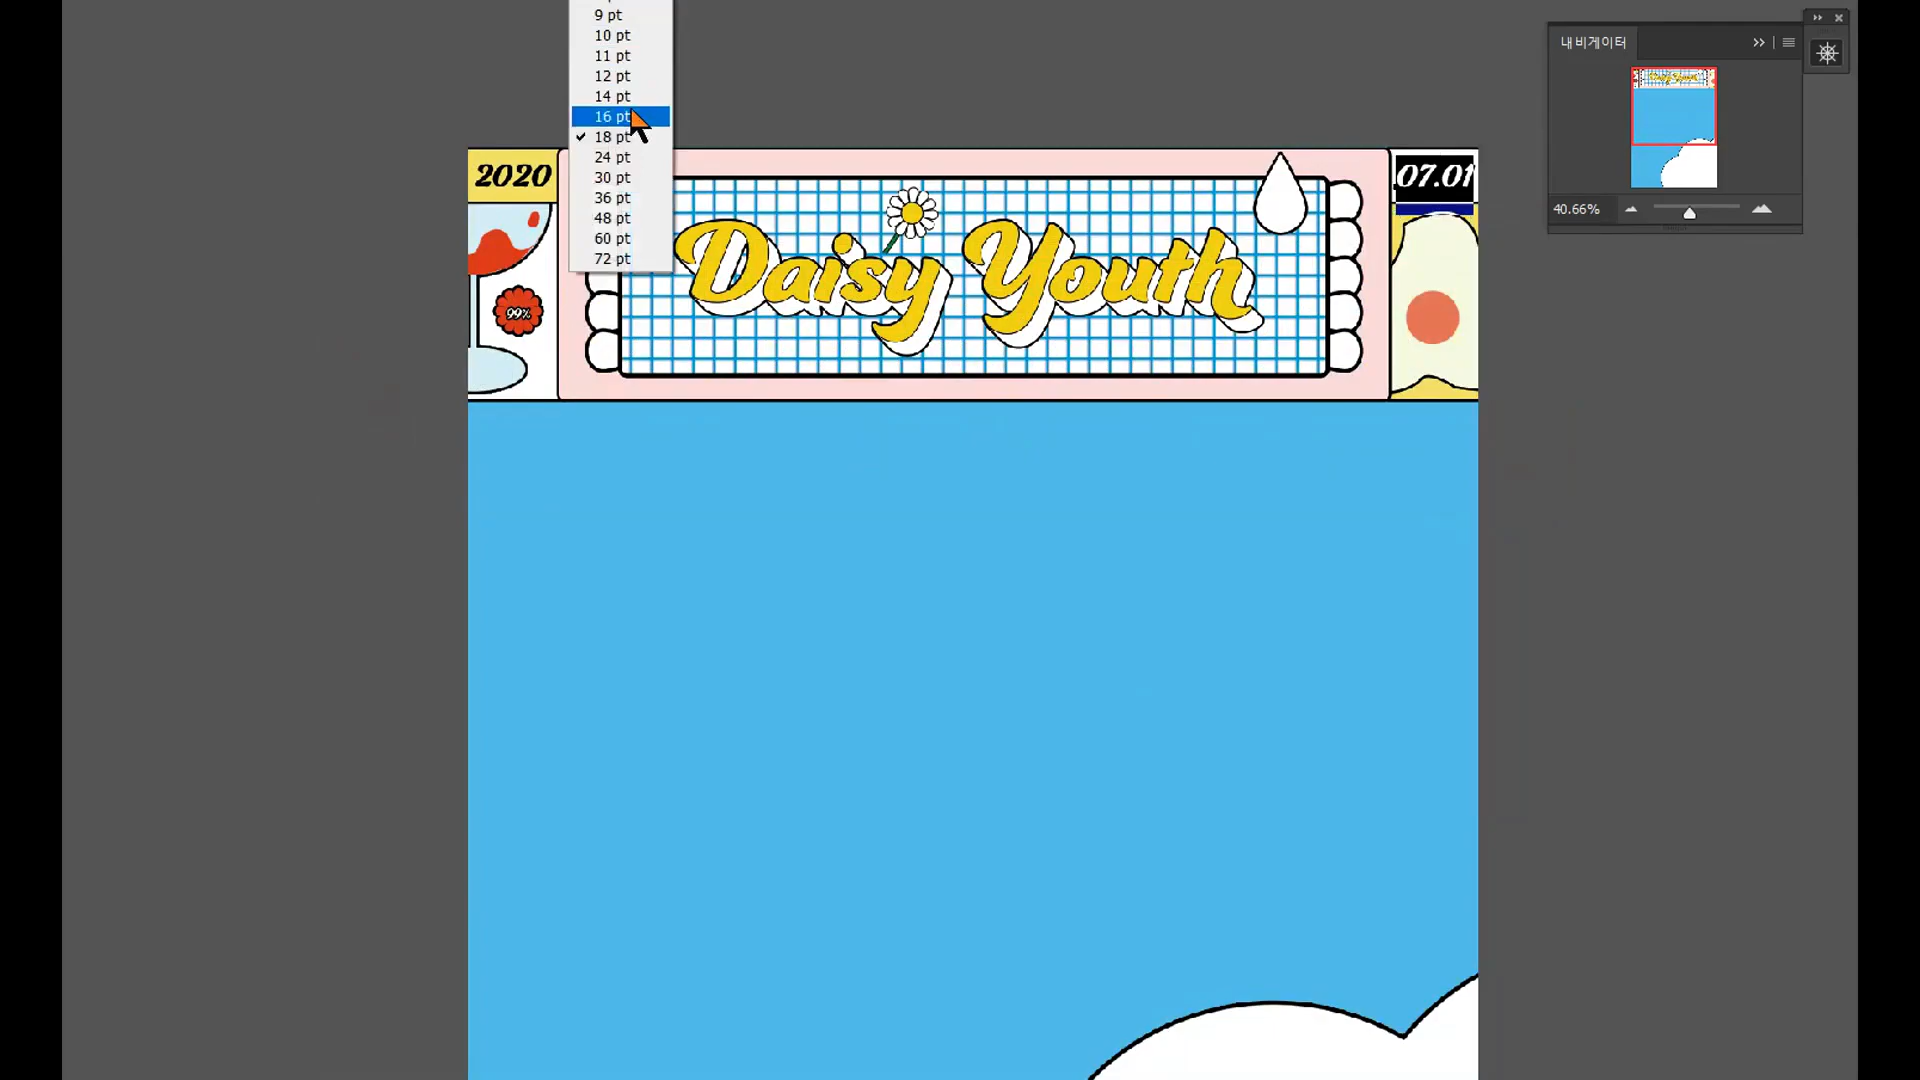 9 pt
10 pt
11 pt
12 pt
14 pt
16 pt
18 pt
24 pt
30 pt
36 pt
48 pt
60 pt
72 pt
내비게이터
40.66%
2020
07.01
Daisy Youth
99%